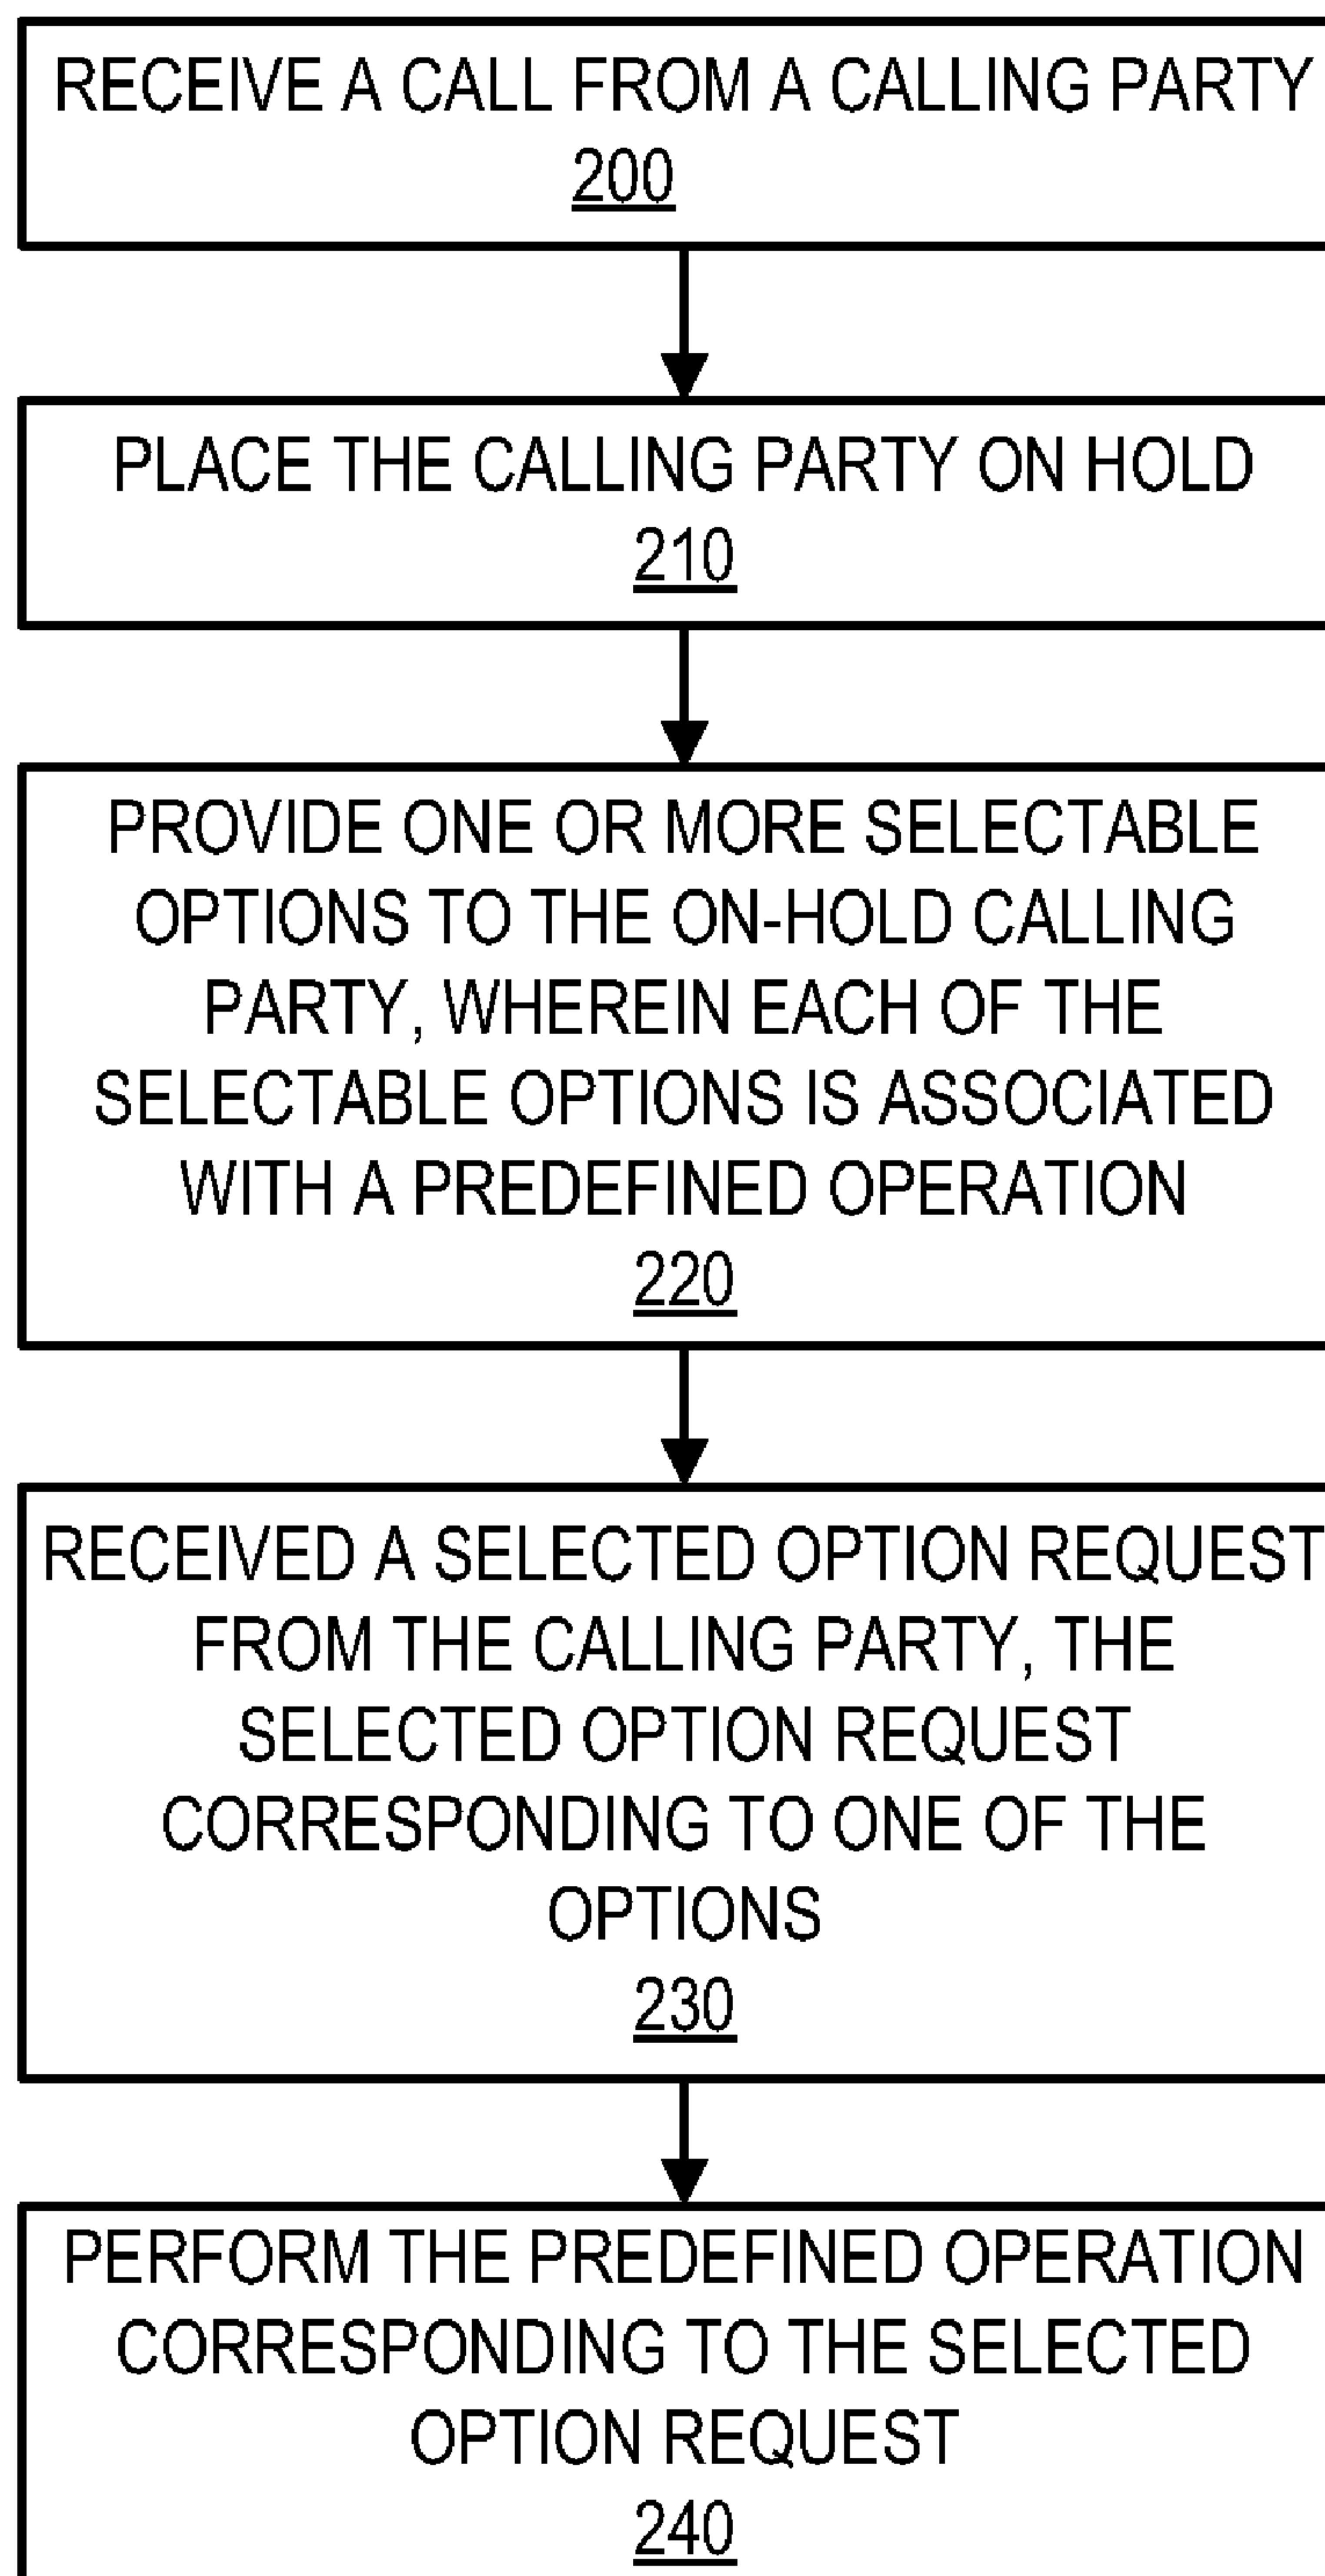 RECEIVE A CALL FROM A CALLING PARTY
200
PLACE THE CALLING PARTY ON HOLD
210
PROVIDE ONE OR MORE SELECTABLE
OPTIONS TO THE ON-HOLD CALLING
PARTY, WHEREIN EACH OF THE
SELECTABLE OPTIONS IS ASSOCIATED
WITH A PREDEFINED OPERATION
220
RECEIVED A SELECTED OPTION REQUEST
FROM THE CALLING PARTY, THE
SELECTED OPTION REQUEST
CORRESPONDING TO ONE OF THE
OPTIONS
230
PERFORM THE PREDEFINED OPERATION
CORRESPONDING TO THE SELECTED
OPTION REQUEST
240